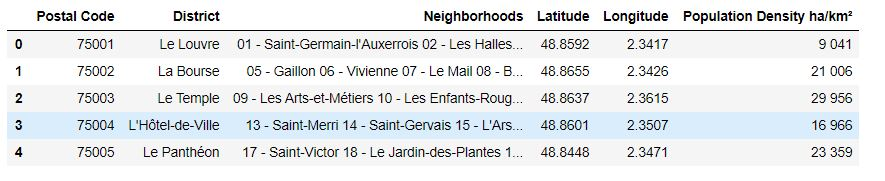 Postal Code District Neighborhoods Latitude Longitude Population Density ha/km²
0 75001 Le Louvre 01 - Saint-Germain-l'Auxerrois 02 - Les Halles... 48.8592 2.3417 9 041
1 75002 La Bourse 05 - Gaillon 06 - Vivienne 07 - Le Mail 08 - B... 48.8655 2.3426 21 006
2 75003 Le Temple 09 - Les Arts-et-Métiers 10 - Les Enfants-Roug... 48.8637 2.3615 29 956
3 75004 L'Hôtel-de-Ville 13 - Saint-Merri 14 - Saint-Gervais 15 - L'Ars... 48.8601 2.3507 16 966
4 75005 Le Panthéon 17 - Saint-Victor 18 - Le Jardin-des-Plantes 1... 48.8448 2.3471 23 359